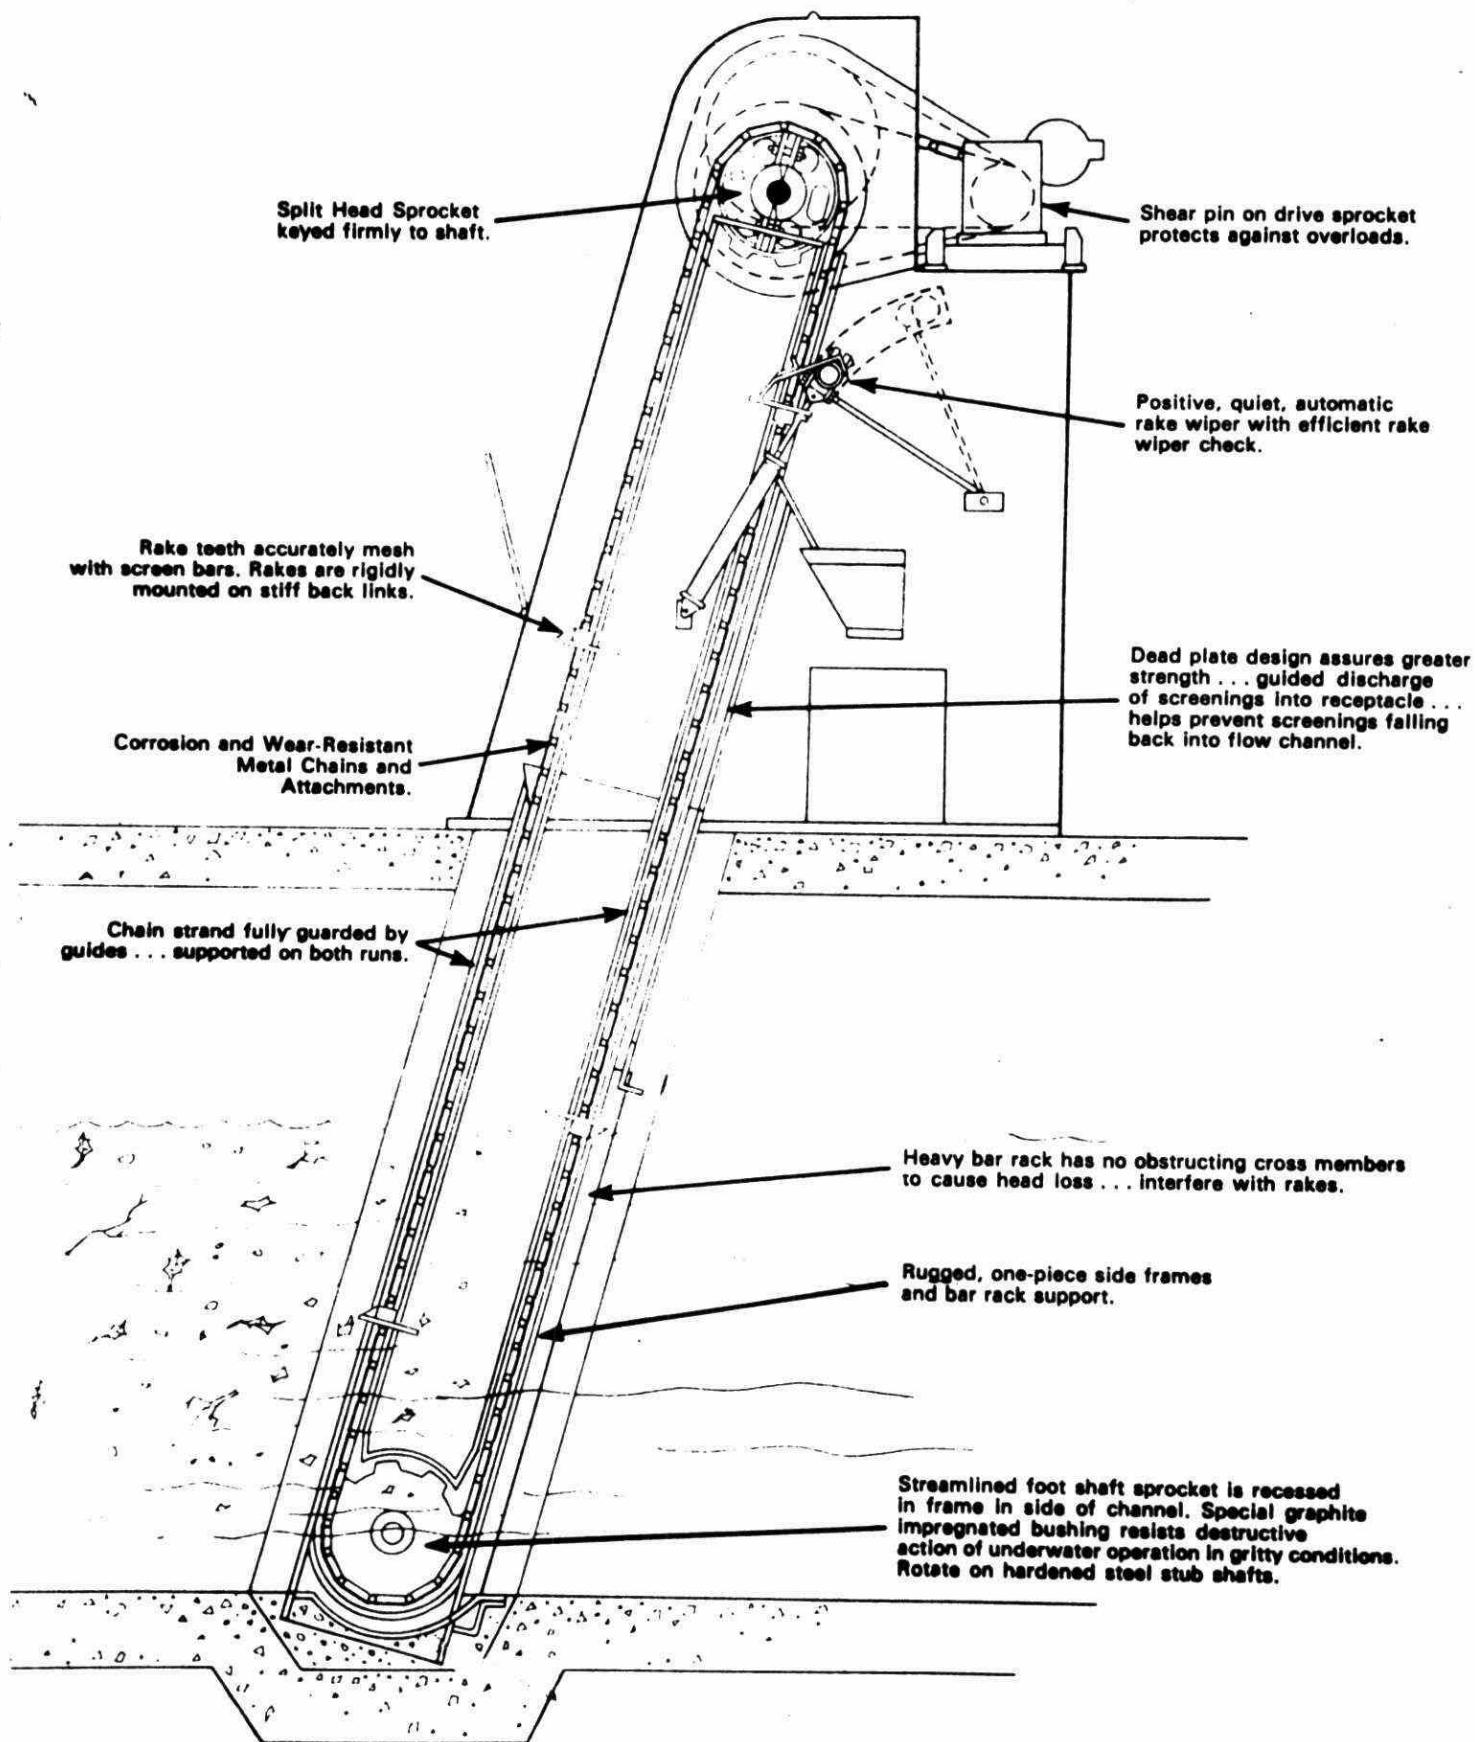 Split Head Sprocket
keyed firmly to shaft.
Shear pin on drive sprocket
protects against overloads.
Positive, quiet, automatic
rake wiper with efficient rake
wiper check.
Rake teeth accurately mesh
with screen bars. Rakes are rigidly
mounted on stiff back links.
Dead plate design assures greater
strength ... guided discharge
of screenings into receptacle ...
helps prevent screenings falling
back into flow channel.
Corrosion and Wear-Resistant
Metal Chains and
Attachments.
Chain strand fully guarded by
guides ... supported on both runs.
Heavy bar rack has no obstructing cross members
to cause head loss ... interfere with rakes.
Rugged, one-piece side frames
and bar rack support.
Streamlined foot shaft sprocket is recessed
in frame in side of channel. Special graphite
impregnated bushing resists destructive
action of underwater operation in gritty conditions.
Rotate on hardened steel stub shafts.